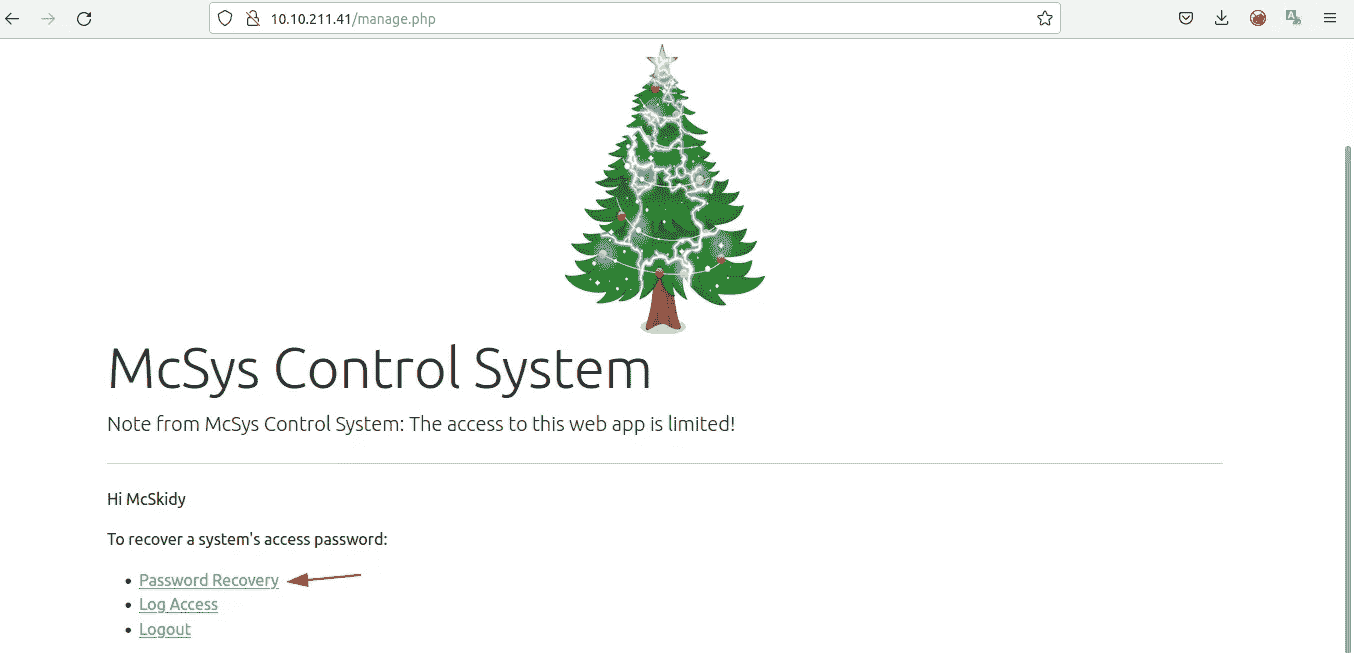 10.10.211.41/manage.php
McSys Control System
Note from McSys Control System: The access to this web app is limited!
Hi McSkidy
To recover a system's access password:
Password Recovery
Log Access
Logout